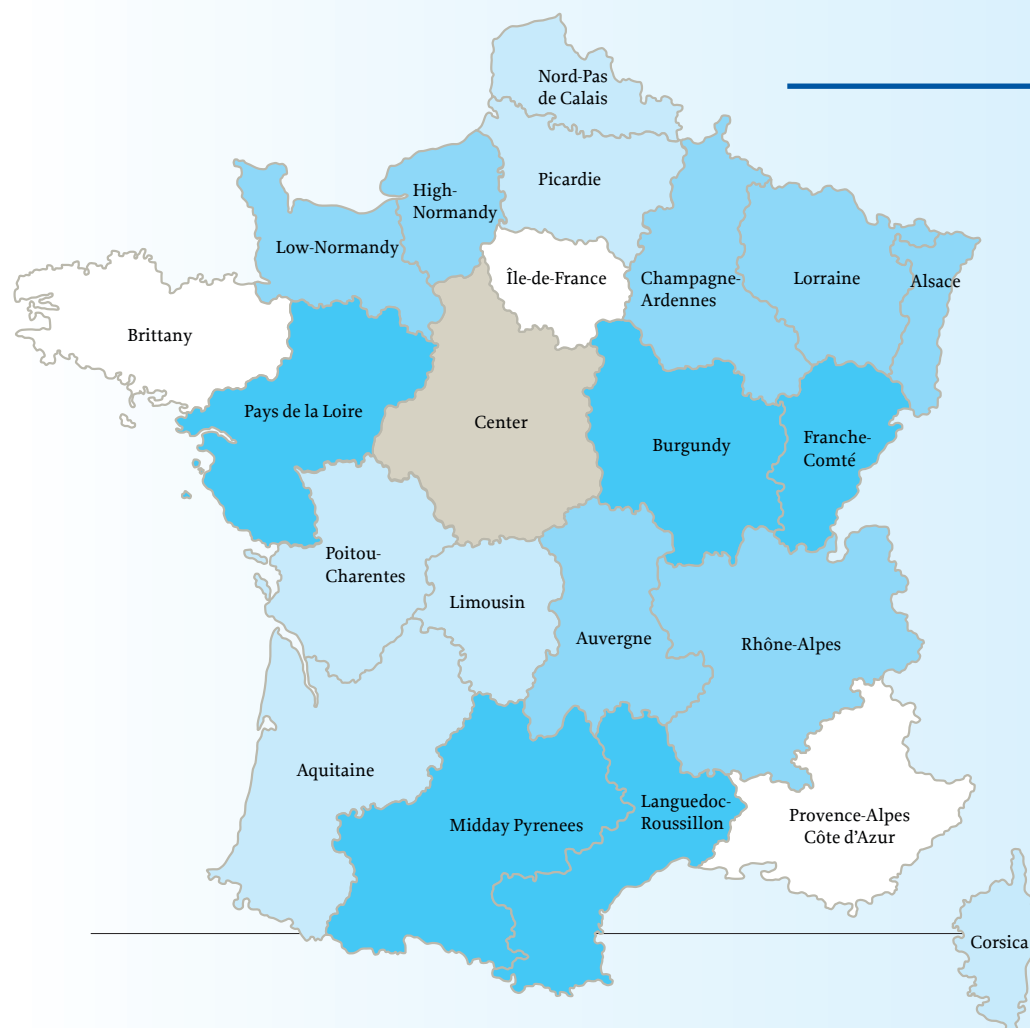 Nord-Pas
de Calais
Picardie
High-
Normandy
Low-Normandy
Île-de-France
Champagne-
Ardennes
Lorraine
Alsace
Brittany
Pays de la Loire
Center
Burgundy
Franche-
Comté
Poitou-
Charentes
Limousin
Auvergne
Rhône-Alpes
Aquitaine
Midday Pyrenees
Languedoc-
Roussillon
Provence-Alpes
Côte d'Azur
Corsica